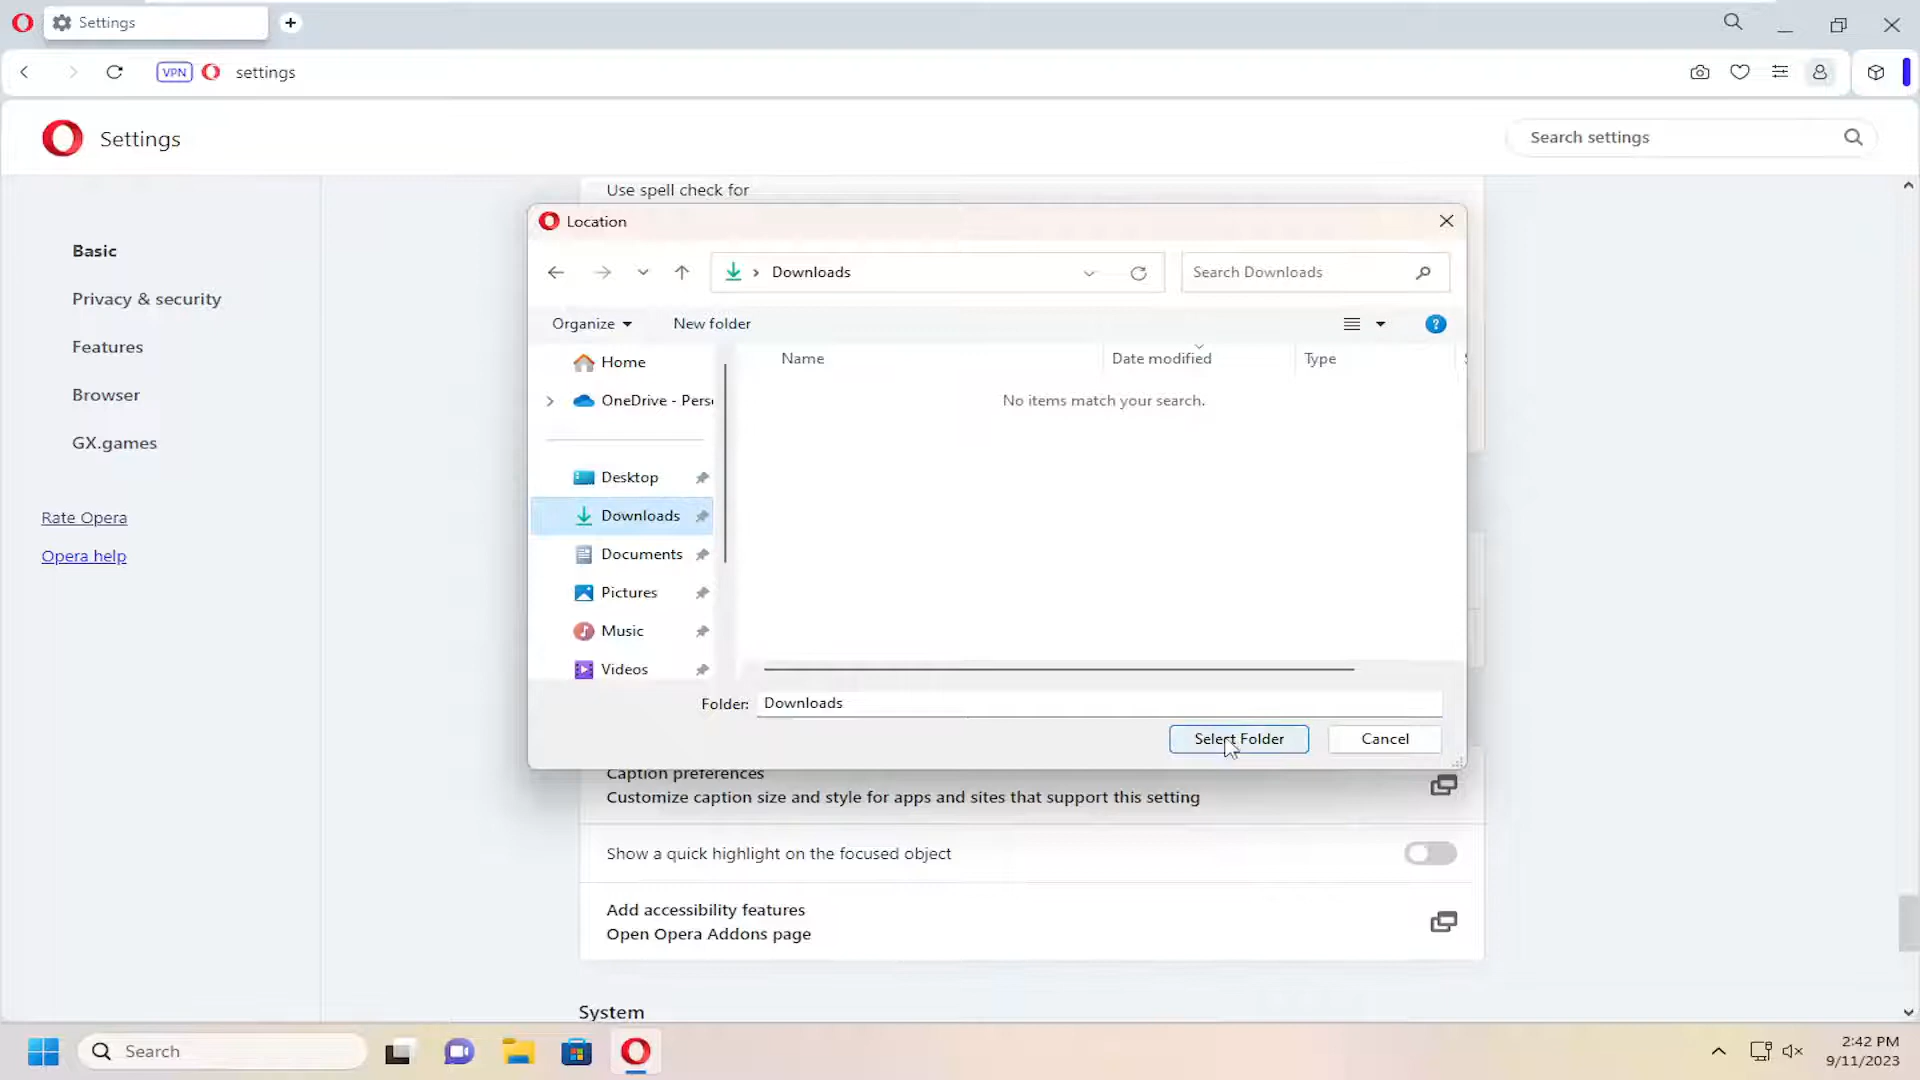 Settings
VPN
settings
Settings
Search settings
Basic
Privacy & security
Features
Browser
GX.games
Rate Opera
Opera help
Use spell check for
Location
Downloads
Search Downloads
Organize
New folder
?
Name
Date modified
Type
No items match your search.
Home
OneDrive - Pers
Desktop
Downloads
Documents
Pictures
Music
Videos
Folder:
Downloads
Select Folder
Cancel
Caption preferences
Customize caption size and style for apps and sites that support this setting
Show a quick highlight on the focused object
Add accessibility features
Open Opera Addons page
System
Search
2:42 PM
9/11/2023